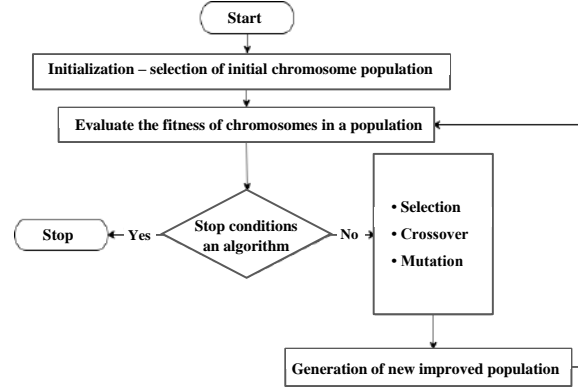 Start
Initialization – selection of initial chromosome population
Evaluate the fitness of chromosomes in a population
Stop conditions
an algorithm
Stop
Yes
No
• Selection
• Crossover
• Mutation
Generation of new improved population